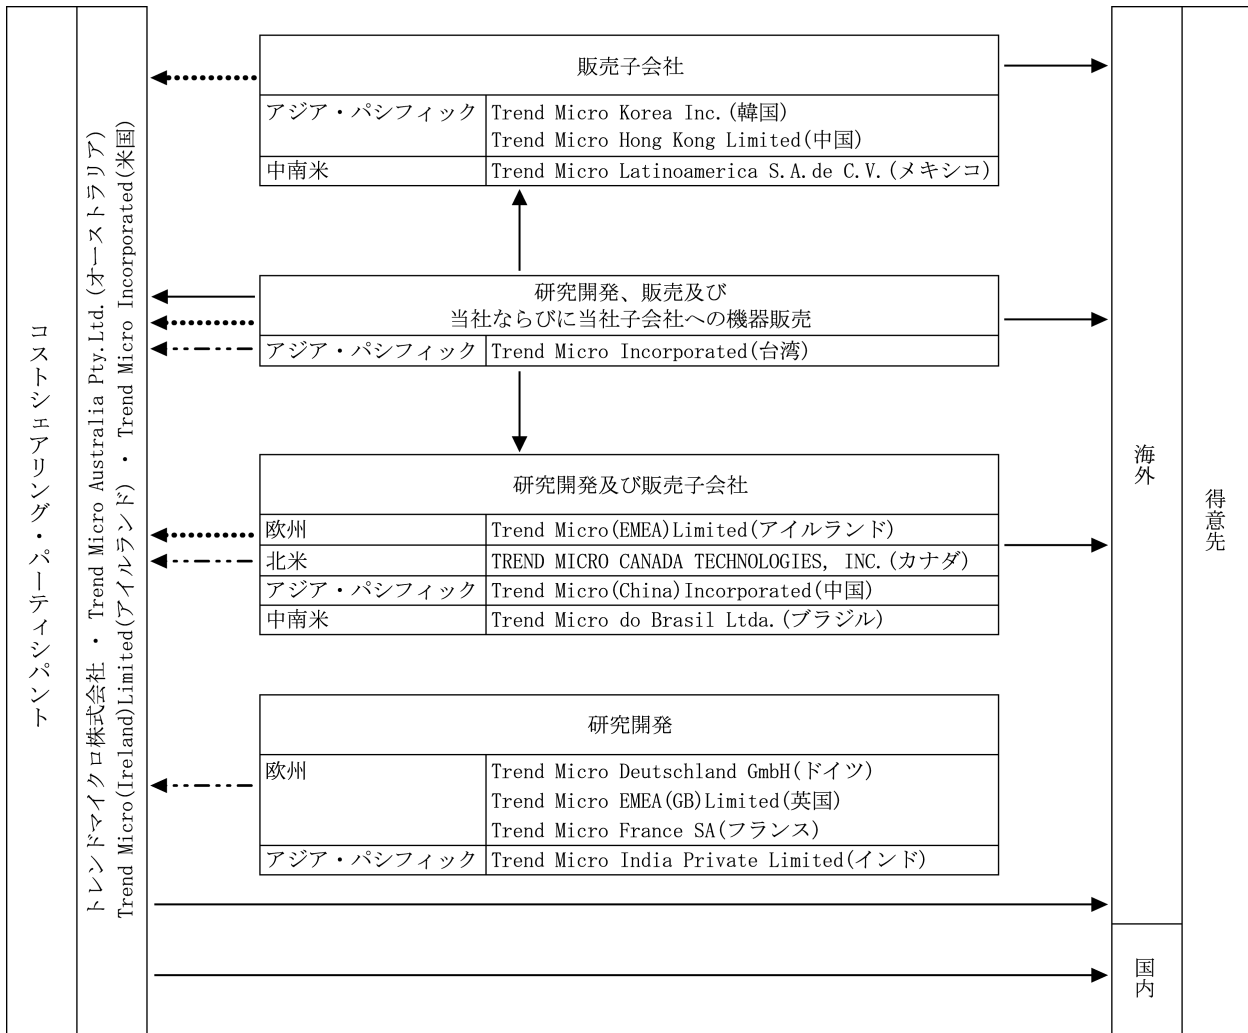 コストシェアリング・パーティシパント
トレンドマイクロ株式会社 ・ Trend Micro Australia Pty.Ltd.(オーストラリア)
Trend Micro(Ireland)Limited(アイルランド) ・ Trend Micro Incorporated(米国)
販売子会社
アジア・パシフィック Trend Micro Korea Inc.(韓国)
Trend Micro Hong Kong Limited(中国)
中南米 Trend Micro Latinoamerica S.A.de C.V.(メキシコ)
研究開発、販売及び
当社ならびに当社子会社への機器販売
アジア・パシフィック Trend Micro Incorporated(台湾)
研究開発及び販売子会社
欧州 Trend Micro(EMEA)Limited(アイルランド)
北米 TREND MICRO CANADA TECHNOLOGIES, INC.(カナダ)
アジア・パシフィック Trend Micro(China)Incorporated(中国)
中南米 Trend Micro do Brasil Ltda.(ブラジル)
研究開発
欧州 Trend Micro Deutschland GmbH(ドイツ)
Trend Micro EMEA(GB)Limited(英国)
Trend Micro France SA(フランス)
アジア・パシフィック Trend Micro India Private Limited(インド)
海外
国内
得意先